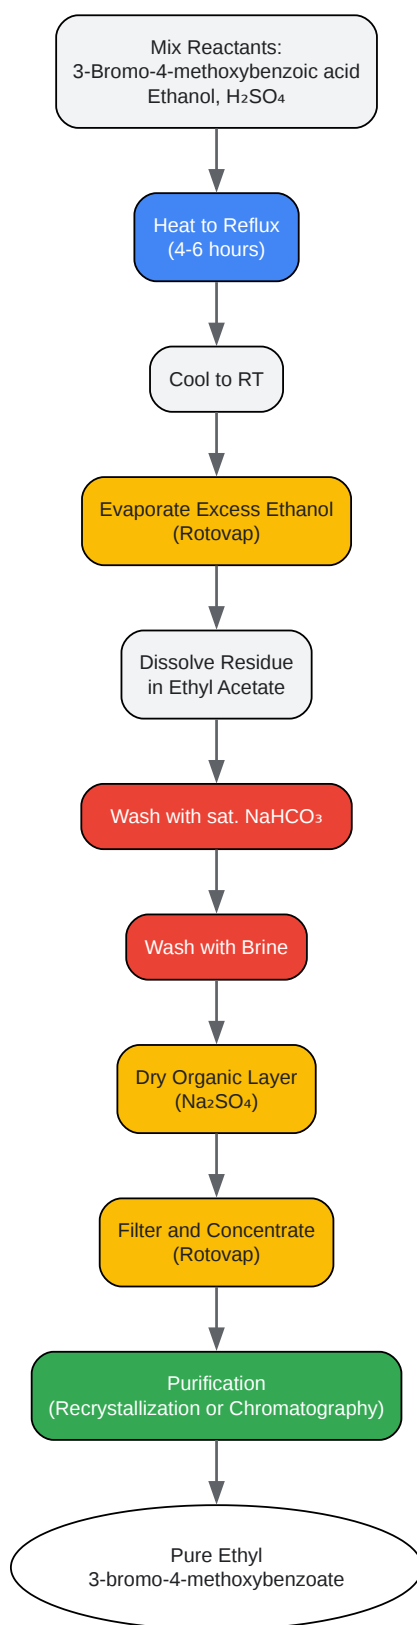 Mix Reactants:
3-Bromo-4-methoxybenzoic acid
Ethanol, H₂SO₄
Heat to Reflux
(4-6 hours)
Cool to RT
Evaporate Excess Ethanol
(Rotovap)
Dissolve Residue
in Ethyl Acetate
Wash with sat. NaHCO₃
Wash with Brine
Dry Organic Layer
(Na₂SO₄)
Filter and Concentrate
(Rotovap)
Purification
(Recrystallization or Chromatography)
Pure Ethyl
3-bromo-4-methoxybenzoate